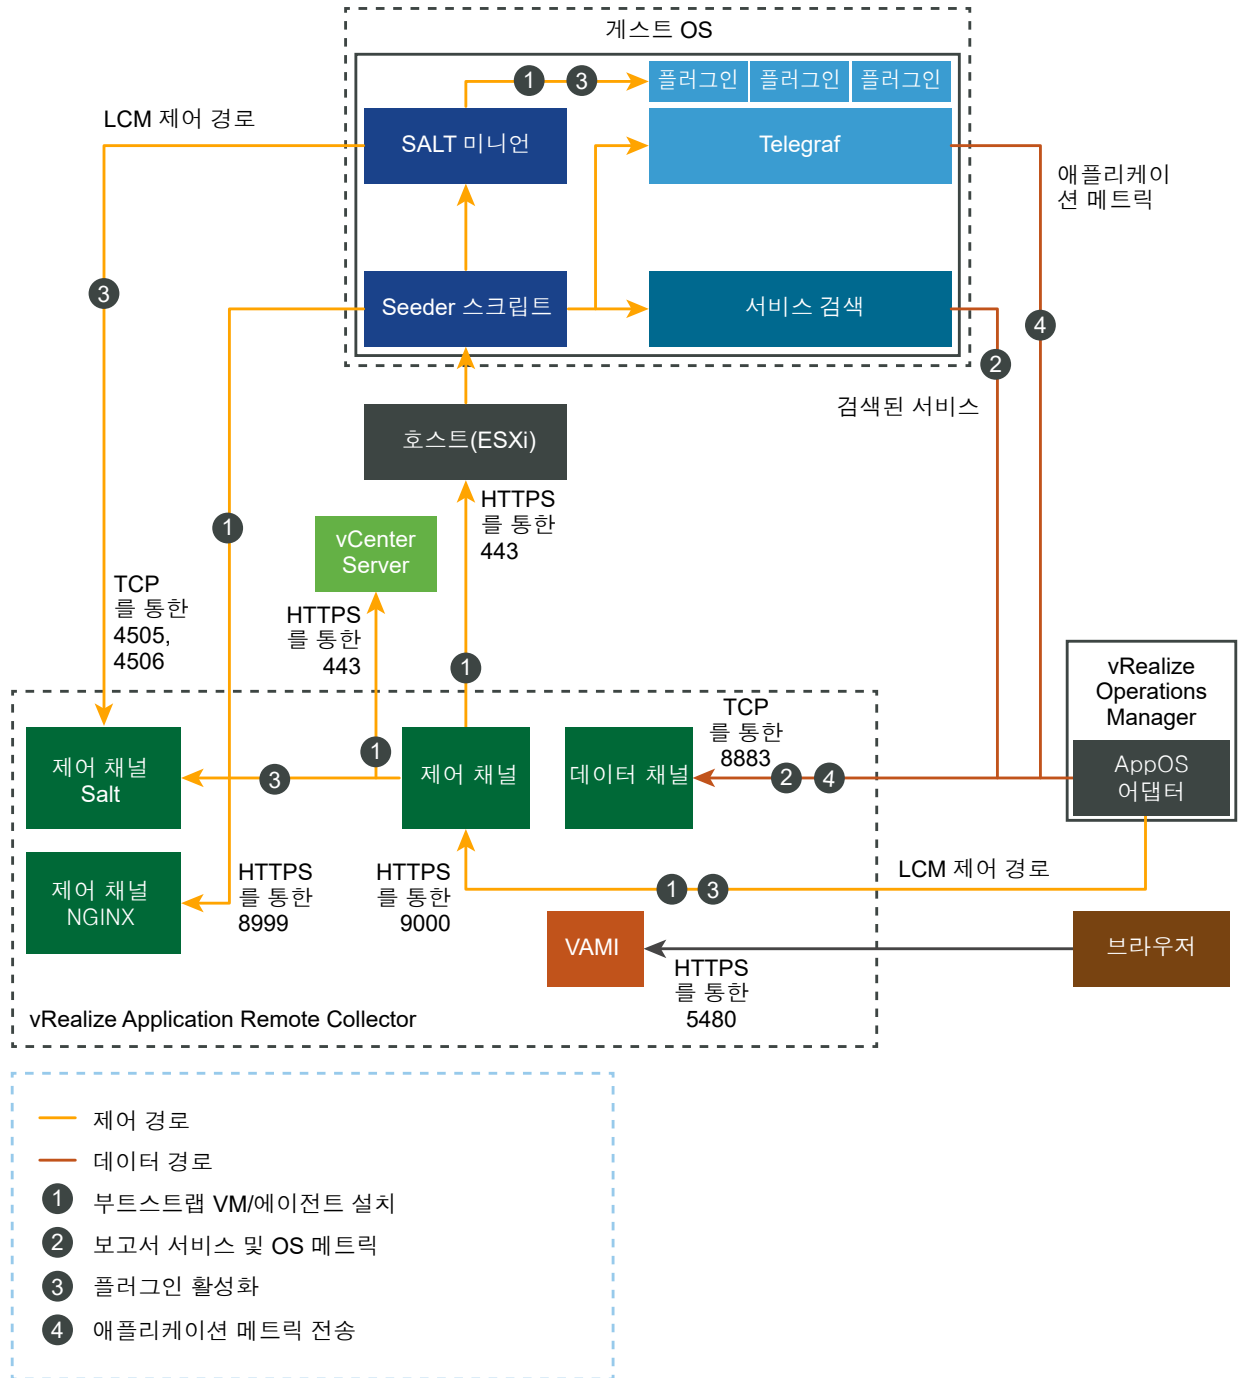 게스트 OS
플러그인
플러그인
플러그인
1
3
LCM 제어 경로
SALT 미니언
Telegraf
애플리케이
션 메트릭
3
Seeder 스크립트
서비스 검색
4
2
검색된 서비스
호스트(ESXi)
HTTPS
를 통한
443
1
vCenter
Server
TCP
를 통한
4505,
4506
HTTPS
를 통한
443
1
vRealize
Operations
Manager
AppOS
어댑터
TCP
를 통한
8883
1
제어 채널
Salt
3
제어 채널
데이터 채널
2
4
제어 채널
NGINX
HTTPS
를 통한
8999
HTTPS
를 통한
9000
1
3
LCM 제어 경로
VAMI
HTTPS
를 통한
5480
브라우저
vRealize Application Remote Collector
제어 경로
데이터 경로
1 부트스트랩 VM/에이전트 설치
2 보고서 서비스 및 OS 메트릭
3 플러그인 활성화
4 애플리케이션 메트릭 전송